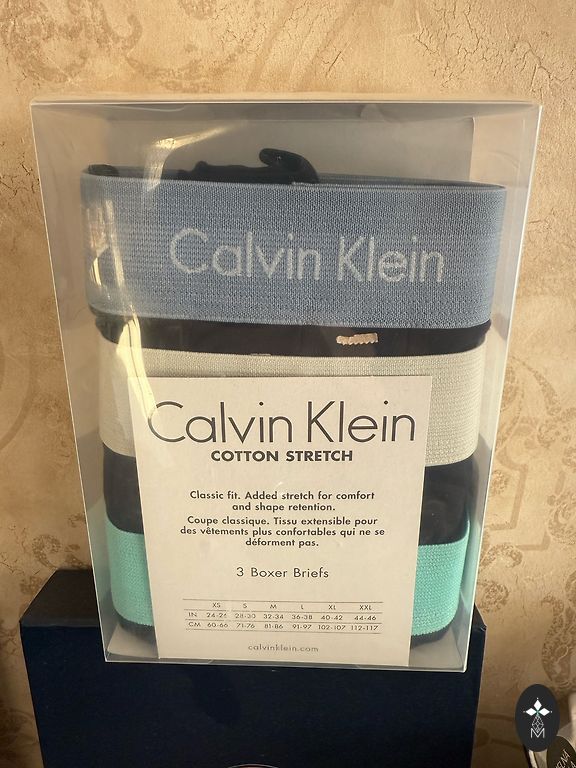 Calvin Klein
Calvin Klein
COTTON STRETCH
Classic fit. Added stretch for comfort
and shape retention.
Coupe classique. Tissu extensible pour
des vêtements plus confortables qui ne se
déforment pas.
3 Boxer Briefs
XS S M L XL XXL
IN 24-26 28-30 32-34 36-38 40-42 44-46
CM 60-66 71-76 81-86 91-97 102-107 112-117
calvinklein.com
M